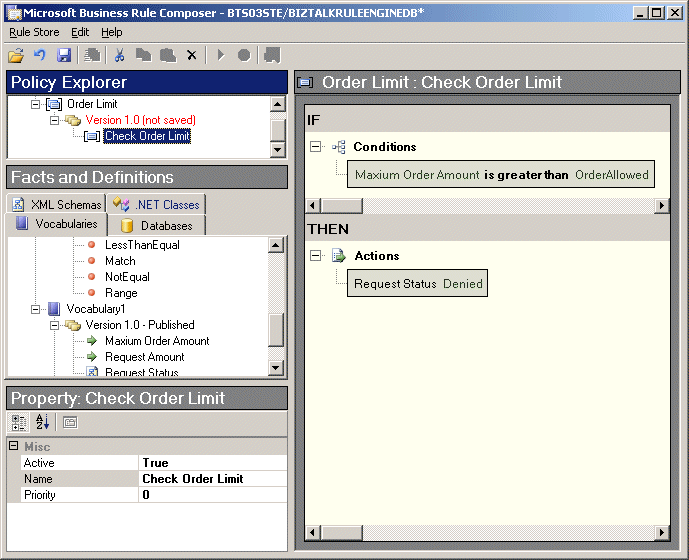 Microsoft Business Rule Composer - BTS03STE/BIZTALKRULEENGINEDB*
Rule Store Edit Help
Policy Explorer
Order Limit
Version 1.0 (not saved)
Check Order Limit
Facts and Definitions
XML Schemas .NET Classes
Vocabularies Databases
LessThanEqual
Match
NotEqual
Range
Vocabulary1
Version 1.0 - Published
Maxium Order Amount
Request Amount
Request Status
Property: Check Order Limit
Misc
Active True
Name Check Order Limit
Priority 0
Order Limit : Check Order Limit
IF
Conditions
Maxium Order Amount is greater than OrderAllowed
THEN
Actions
Request Status Denied